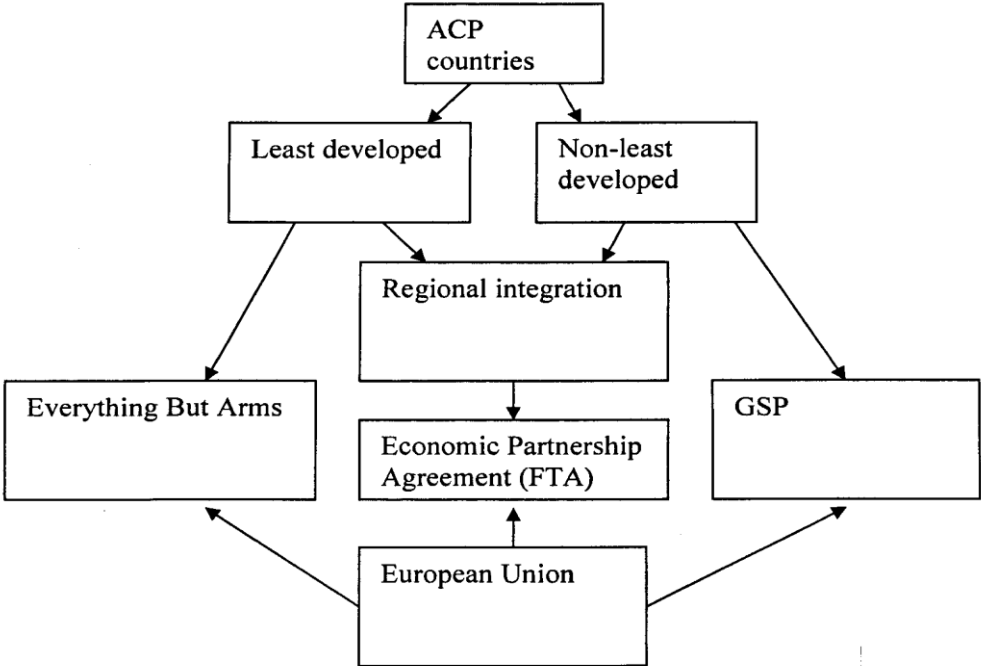 ACP
countries
Least developed
Non-least
developed
Regional integration
Everything But Arms
Economic Partnership
Agreement (FTA)
GSP
European Union